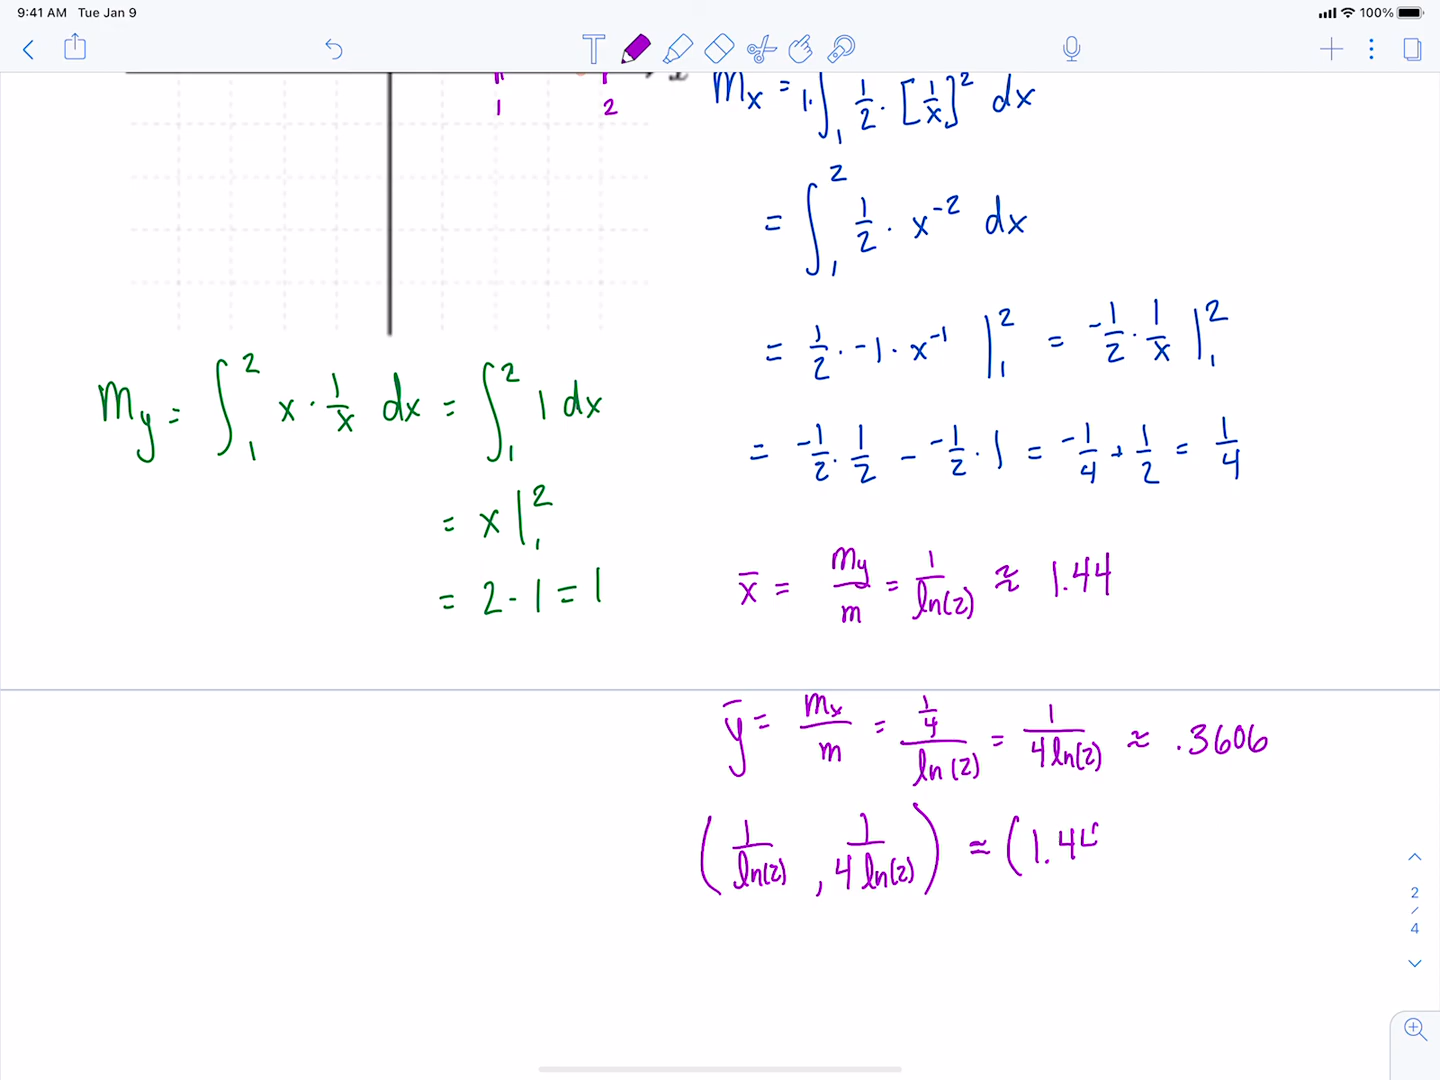 9:41 AM Tue Jan 9 100%
T
1 2
Mx = 1·∫₁ 1/2 · [1/x]² dx
= ∫₁² 1/2 · x⁻² dx
= 1/2 · -1 · x⁻¹ |₁² = -1/2 · 1/x |₁²
My = ∫₁² x · 1/x dx = ∫₁² 1 dx
= -1/2 · 1/2 - -1/2 · 1 = -1/4 + 1/2 = 1/4
= x |₁²
= 2 - 1 = 1
x̄ = My/m = 1/ln(2) ≈ 1.44
ȳ = Mx/m = (1/4)/ln(2) = 1/(4ln(2)) ≈ .3606
(1/ln(2), 1/(4 ln(2))) ≈ (1.4
2 / 4